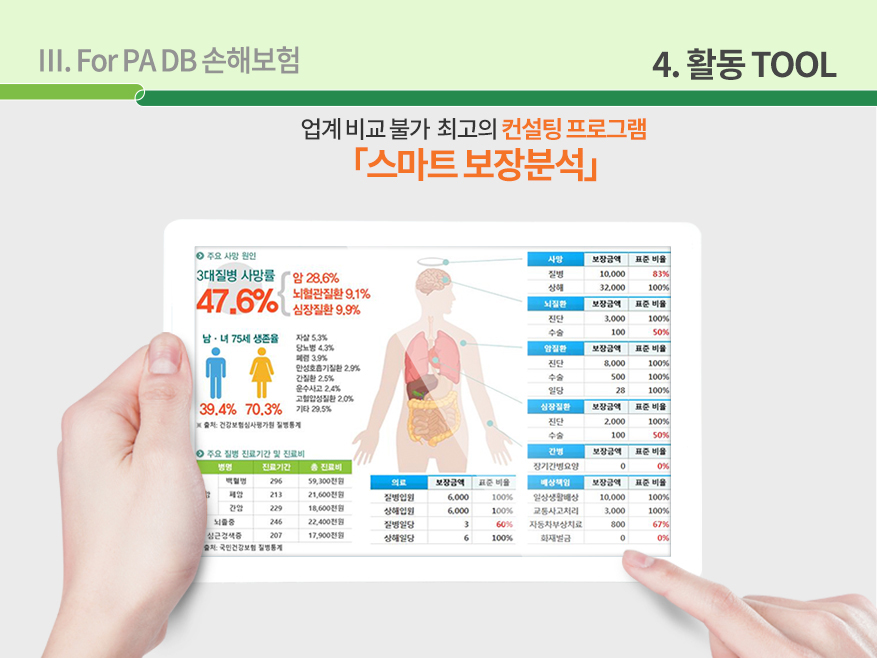 III. For PA DB 손해보험
4. 활동 TOOL
업계 비교 불가 최고의 컨설팅 프로그램
「스마트 보장분석」
주요 사망 원인
3대질병 사망률
47.6%
암 28.6%
뇌혈관질환 9.1%
심장질환 9.9%
남·녀 75세 생존율
39.4% 70.3%
자살 5.3%
당뇨병 4.3%
폐렴 3.9%
만성호흡기질환 2.9%
간질환 2.5%
운수사고 2.4%
고혈압성질환 2.0%
기타 29.5%
※ 출처: 건강보험심사평가원 질병통계
주요 질병 진료기간 및 진료비
병명 진료기간 총 진료비
백혈병 296 59,300천원
폐암 213 21,600천원
간암 229 18,600천원
뇌졸중 246 22,400천원
심근경색증 207 17,900천원
출처: 국민건강보험 질병통계
의료 보장금액 표준 비율
질병입원 6,000 100%
상해입원 6,000 100%
질병일당 3 60%
상해일당 6 100%
사망 보장금액 표준 비율
질병 10,000 83%
상해 32,000 100%
뇌질환 보장금액 표준 비율
진단 3,000 100%
수술 100 50%
암질환 보장금액 표준 비율
진단 8,000 100%
수술 500 100%
일당 28 100%
심장질환 보장금액 표준 비율
진단 2,000 100%
수술 100 50%
간병 보장금액 표준 비율
장기간병요양 0 0%
배상책임 보장금액 표준 비율
일상생활배상 10,000 100%
교통사고처리 3,000 100%
자동차부상치료 800 67%
화재벌금 0 0%